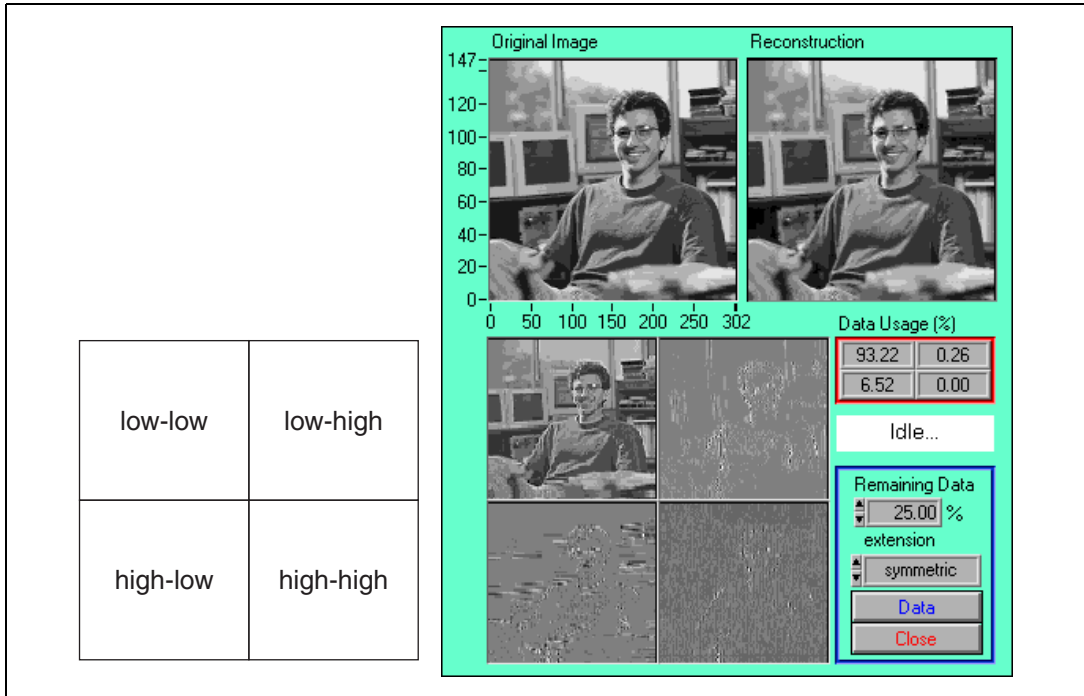 Original Image
Reconstruction
147
120
100
80
60
40
20
0
0 50 100 150 200 250 302
Data Usage (%)
93.22 0.26
6.52 0.00
Idle...
Remaining Data
25.00 %
extension
symmetric
Data
Close
low-low low-high
high-low high-high